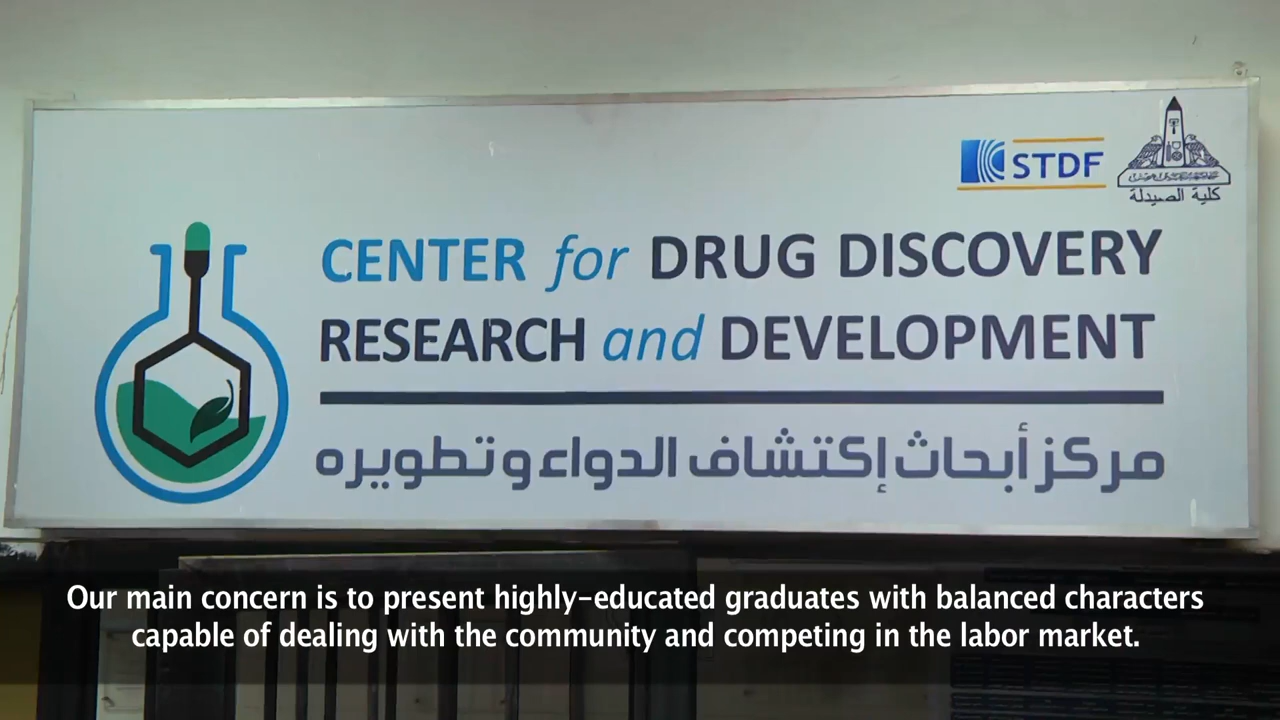 STDF
كلية الصيدلة
CENTER for DRUG DISCOVERY
RESEARCH and DEVELOPMENT
مركز أبحاث إكتشاف الدواء وتطويره
Our main concern is to present highly-educated graduates with balanced characters
capable of dealing with the community and competing in the labor market.